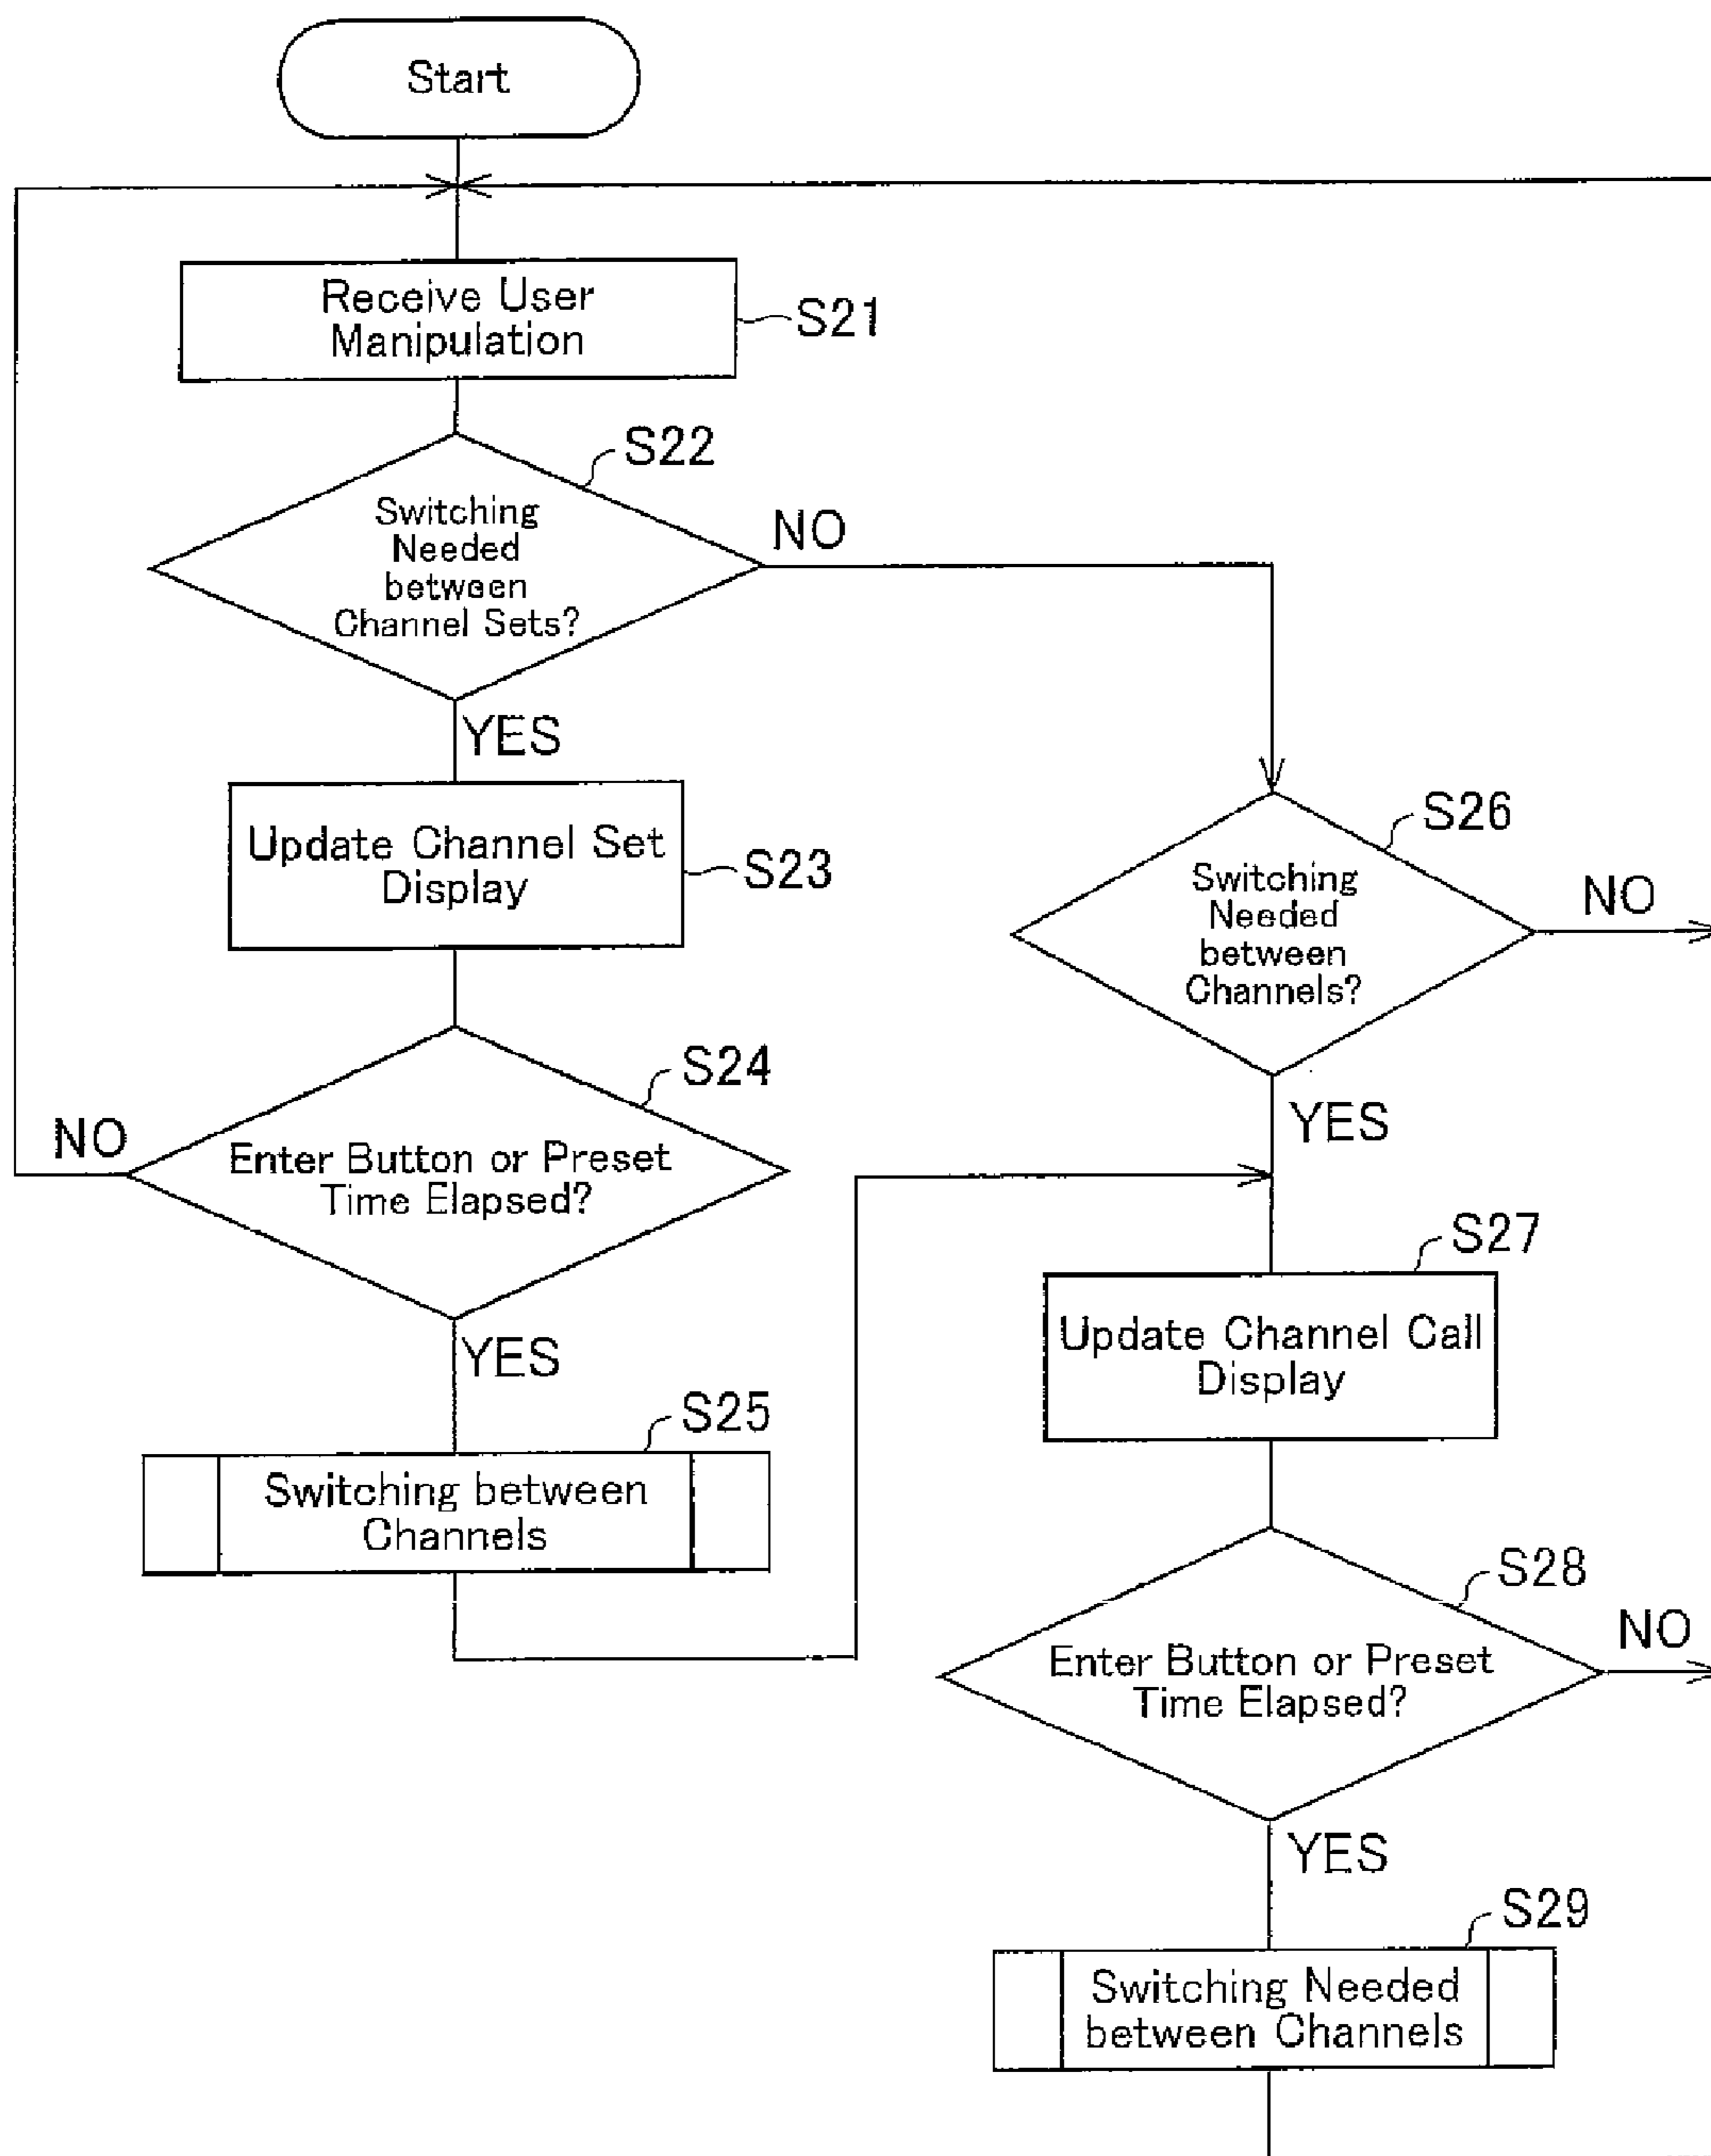 Start
Receive User
Manipulation
S21
S22
Switching
Needed
between
Channel Sets?
NO
YES
Update Channel Set
Display
S23
S24
Enter Button or Preset
Time Elapsed?
NO
YES
S25
Switching between
Channels
S26
Switching
Needed
between
Channels?
NO
YES
S27
Update Channel Call
Display
S28
Enter Button or Preset
Time Elapsed?
NO
YES
S29
Switching Needed
between Channels